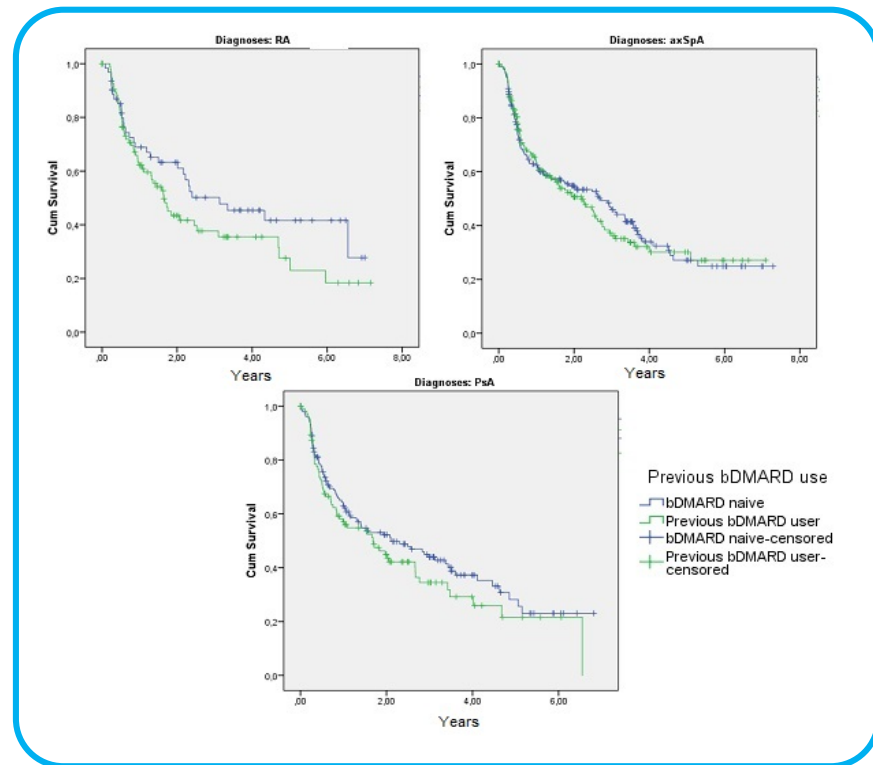 Diagnoses: RA
Cum Survival
1,0
0,8
0,6
0,4
0,2
0,0
,00
2,00
4,00
6,00
8,00
Years
Diagnoses: axSpA
Cum Survival
1,0
0,8
0,6
0,4
0,2
0,0
,00
2,00
4,00
6,00
8,00
Years
Diagnoses: PsA
Cum Survival
1,0
0,8
0,6
0,4
0,2
0,0
,00
2,00
4,00
6,00
Years
Previous bDMARD use
bDMARD naive
Previous bDMARD user
bDMARD naive-censored
Previous bDMARD user-
censored